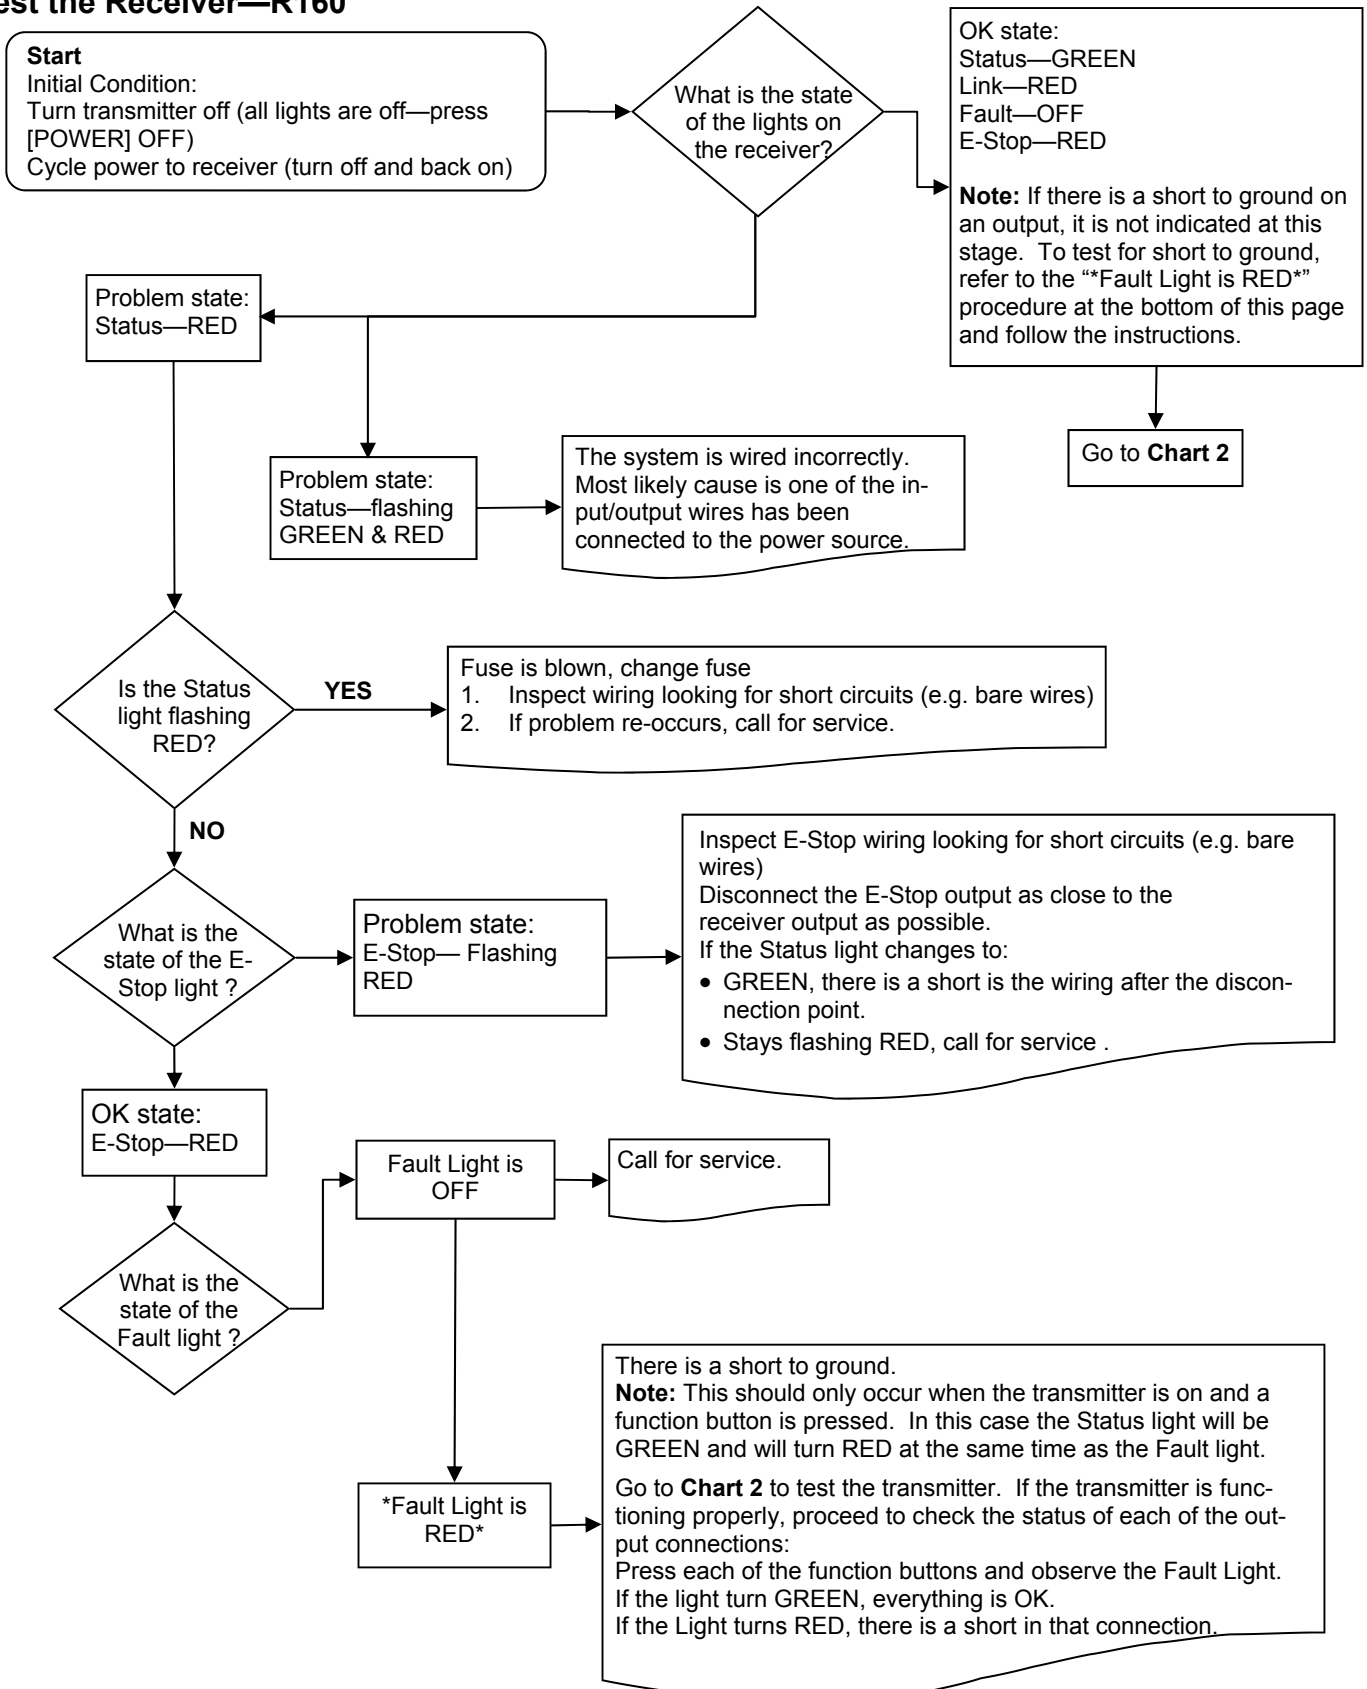 est the Receiver—R160
Start
Initial Condition:
Turn transmitter off (all lights are off—press
[POWER] OFF)
Cycle power to receiver (turn off and back on)
What is the state
of the lights on
the receiver?
OK state:
Status—GREEN
Link—RED
Fault—OFF
E-Stop—RED
Note: If there is a short to ground on
an output, it is not indicated at this
stage. To test for short to ground,
refer to the “*Fault Light is RED*”
procedure at the bottom of this page
and follow the instructions.
Go to Chart 2
Problem state:
Status—RED
Problem state:
Status—flashing
GREEN & RED
The system is wired incorrectly.
Most likely cause is one of the in-
put/output wires has been
connected to the power source.
Is the Status
light flashing
RED?
YES
Fuse is blown, change fuse
1. Inspect wiring looking for short circuits (e.g. bare wires)
2. If problem re-occurs, call for service.
NO
What is the
state of the E-
Stop light ?
Problem state:
E-Stop— Flashing
RED
Inspect E-Stop wiring looking for short circuits (e.g. bare
wires)
Disconnect the E-Stop output as close to the
receiver output as possible.
If the Status light changes to:
• GREEN, there is a short is the wiring after the discon-
nection point.
• Stays flashing RED, call for service .
OK state:
E-Stop—RED
What is the
state of the
Fault light ?
Fault Light is
OFF
Call for service.
*Fault Light is
RED*
There is a short to ground.
Note: This should only occur when the transmitter is on and a
function button is pressed. In this case the Status light will be
GREEN and will turn RED at the same time as the Fault light.
Go to Chart 2 to test the transmitter. If the transmitter is func-
tioning properly, proceed to check the status of each of the out-
put connections:
Press each of the function buttons and observe the Fault Light.
If the light turn GREEN, everything is OK.
If the Light turns RED, there is a short in that connection.